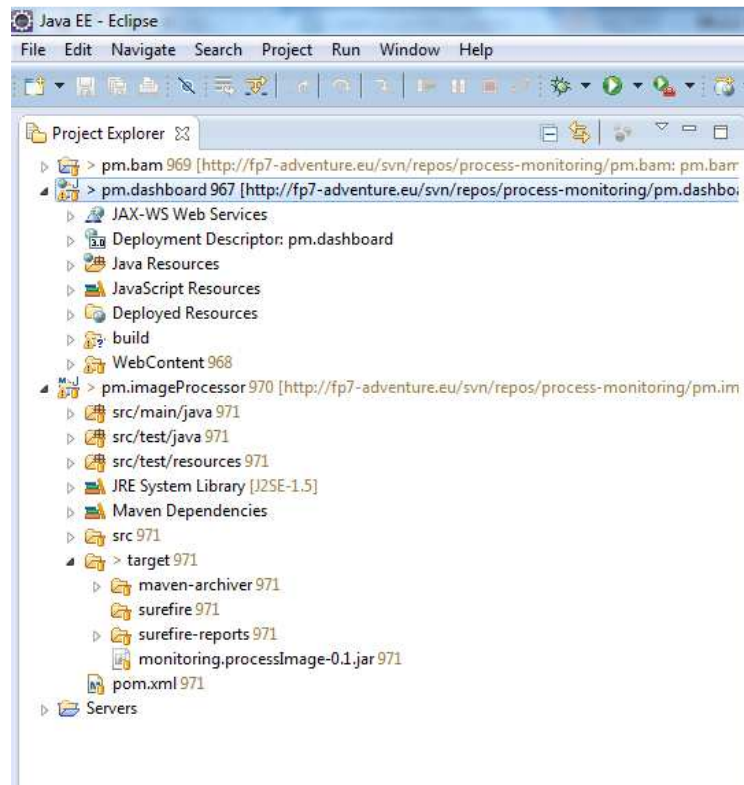 Java EE - Eclipse
File Edit Navigate Search Project Run Window Help
Project Explorer
> pm.bam 969 [http://fp7-adventure.eu/svn/repos/process-monitoring/pm.bam: pm.bam
> pm.dashboard 967 [http://fp7-adventure.eu/svn/repos/process-monitoring/pm.dashboa
JAX-WS Web Services
3.0 Deployment Descriptor: pm.dashboard
Java Resources
JavaScript Resources
Deployed Resources
build
WebContent 968
> pm.imageProcessor 970 [http://fp7-adventure.eu/svn/repos/process-monitoring/pm.im
src/main/java 971
src/test/java 971
src/test/resources 971
JRE System Library [J2SE-1.5]
Maven Dependencies
src 971
> target 971
maven-archiver 971
surefire 971
surefire-reports 971
monitoring.processImage-0.1.jar 971
pom.xml 971
Servers